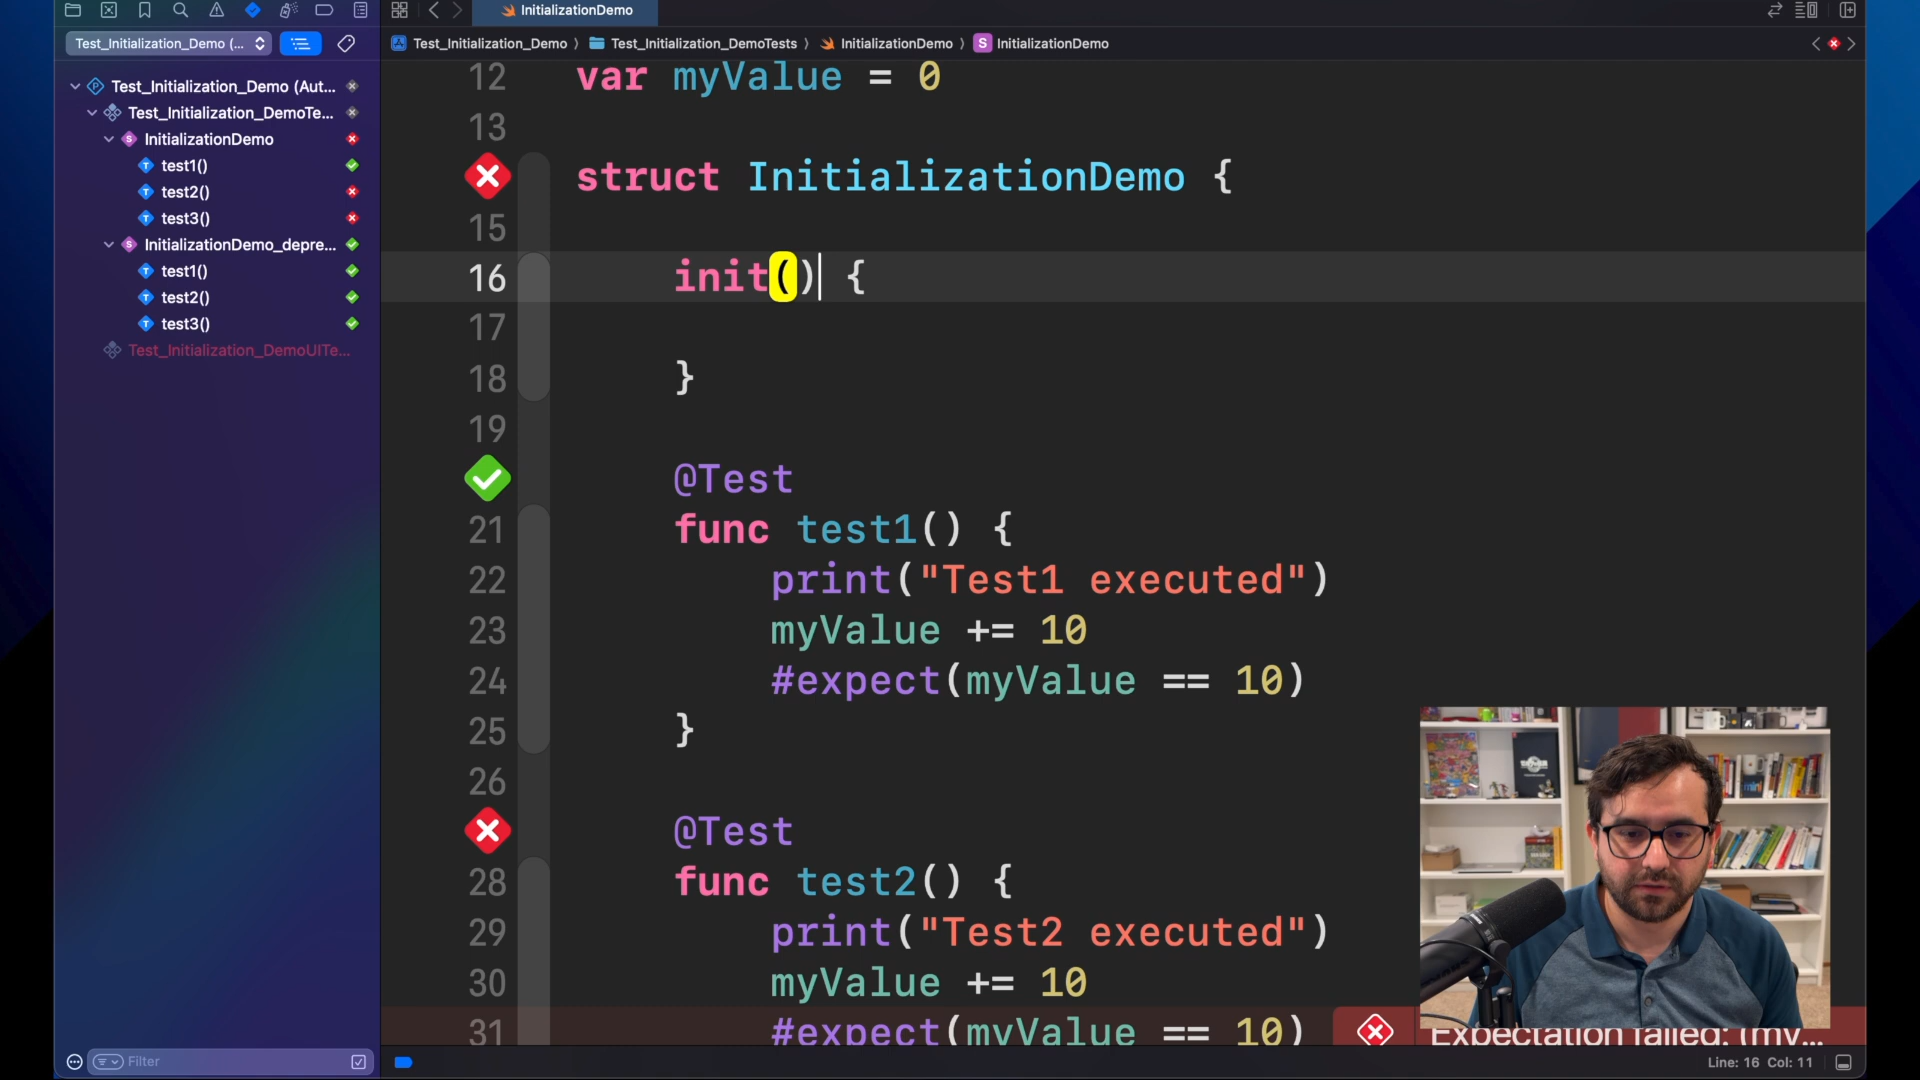 InitializationDemo
Test_Initialization_Demo (...
Test_Initialization_Demo
Test_Initialization_DemoTests
InitializationDemo
S InitializationDemo
Test_Initialization_Demo (Aut...
Test_Initialization_DemoTe...
S InitializationDemo
T test1()
T test2()
T test3()
S InitializationDemo_depre...
T test1()
T test2()
T test3()
Test_Initialization_DemoUITe...
Filter
12 var myValue = 0
13
struct InitializationDemo {
15
16 init() {
17
18 }
19
@Test
21 func test1() {
22 print("Test1 executed")
23 myValue += 10
24 #expect(myValue == 10)
25 }
26
@Test
28 func test2() {
29 print("Test2 executed")
30 myValue += 10
31 #expect(myValue == 10) Expectation failed: (my...
Line: 16 Col: 11